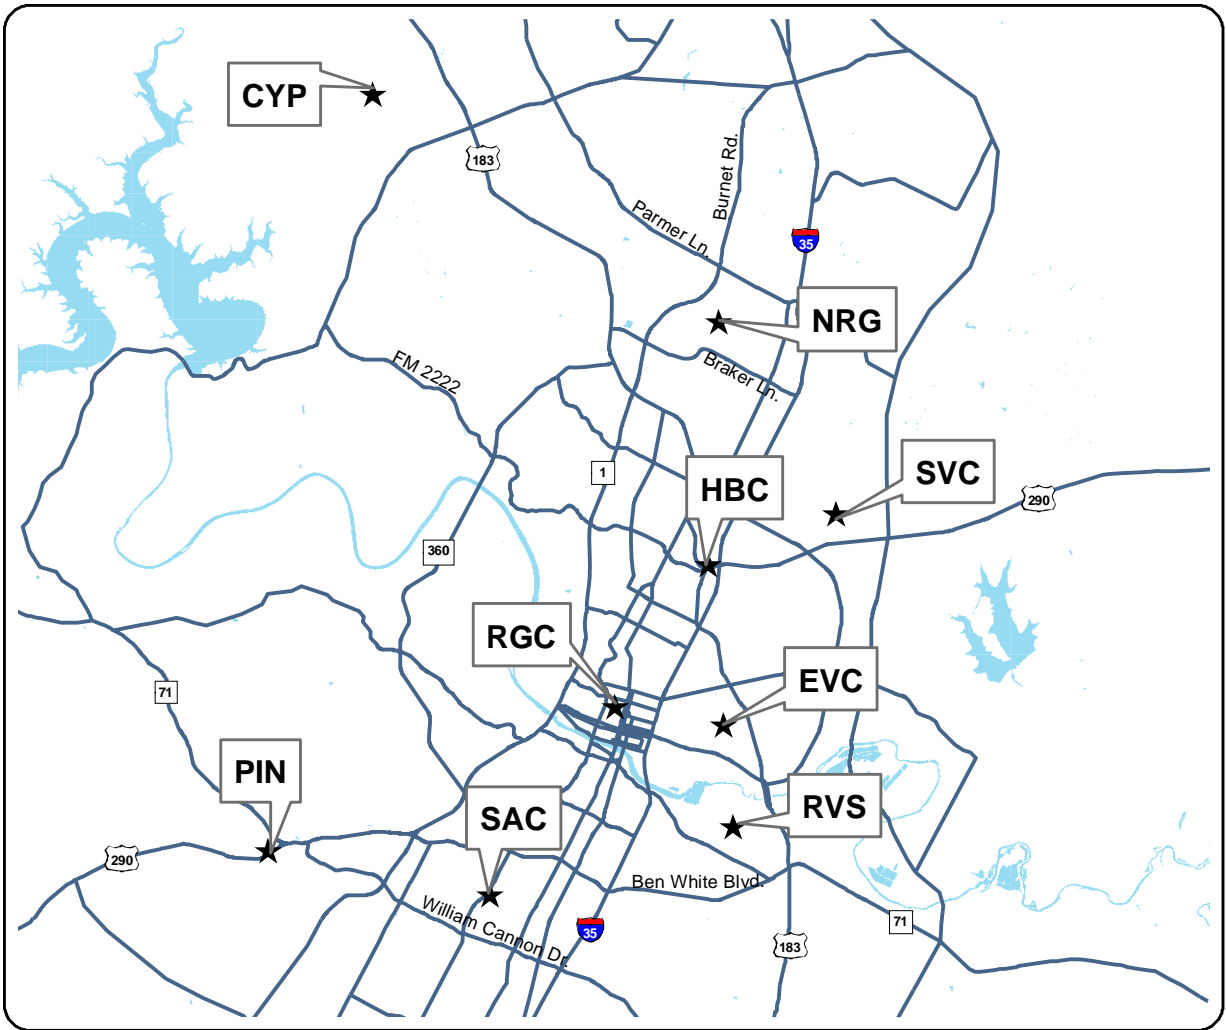 CYP
183
Burnet Rd.
Parmer Ln.
35
NRG
FM 2222
Braker Ln.
1
HBC
SVC
290
360
RGC
EVC
71
PIN
SAC
RVS
290
Ben White Blvd.
William Cannon Dr.
35
71
183